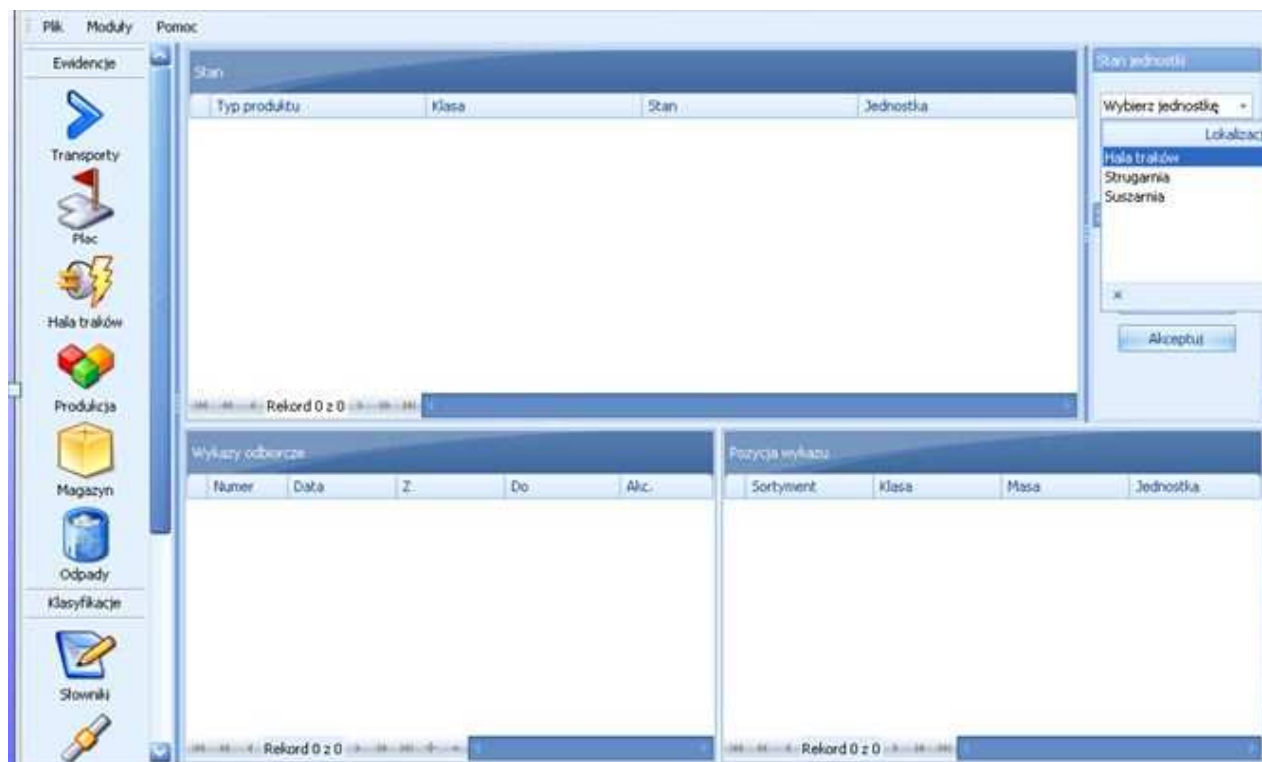 Plik Moduły Pomoc
Ewidencje
Transporty
Plac
Hala traków
Produkcja
Magazyn
Odpady
Klasyfikacje
Słowniki
Stan
Typ produktu Klasa Stan Jednostka
Rekord 0 z 0
Stan jednostki
Wybierz jednostkę
Lokalizacj
Hala traków
Strugarnia
Suszarnia
Akceptuj
Wykazy odbiorcze
Numer Data Z Do Akc.
Rekord 0 z 0
Pozycja wykazu
Sortyment Klasa Masa Jednostka
Rekord 0 z 0